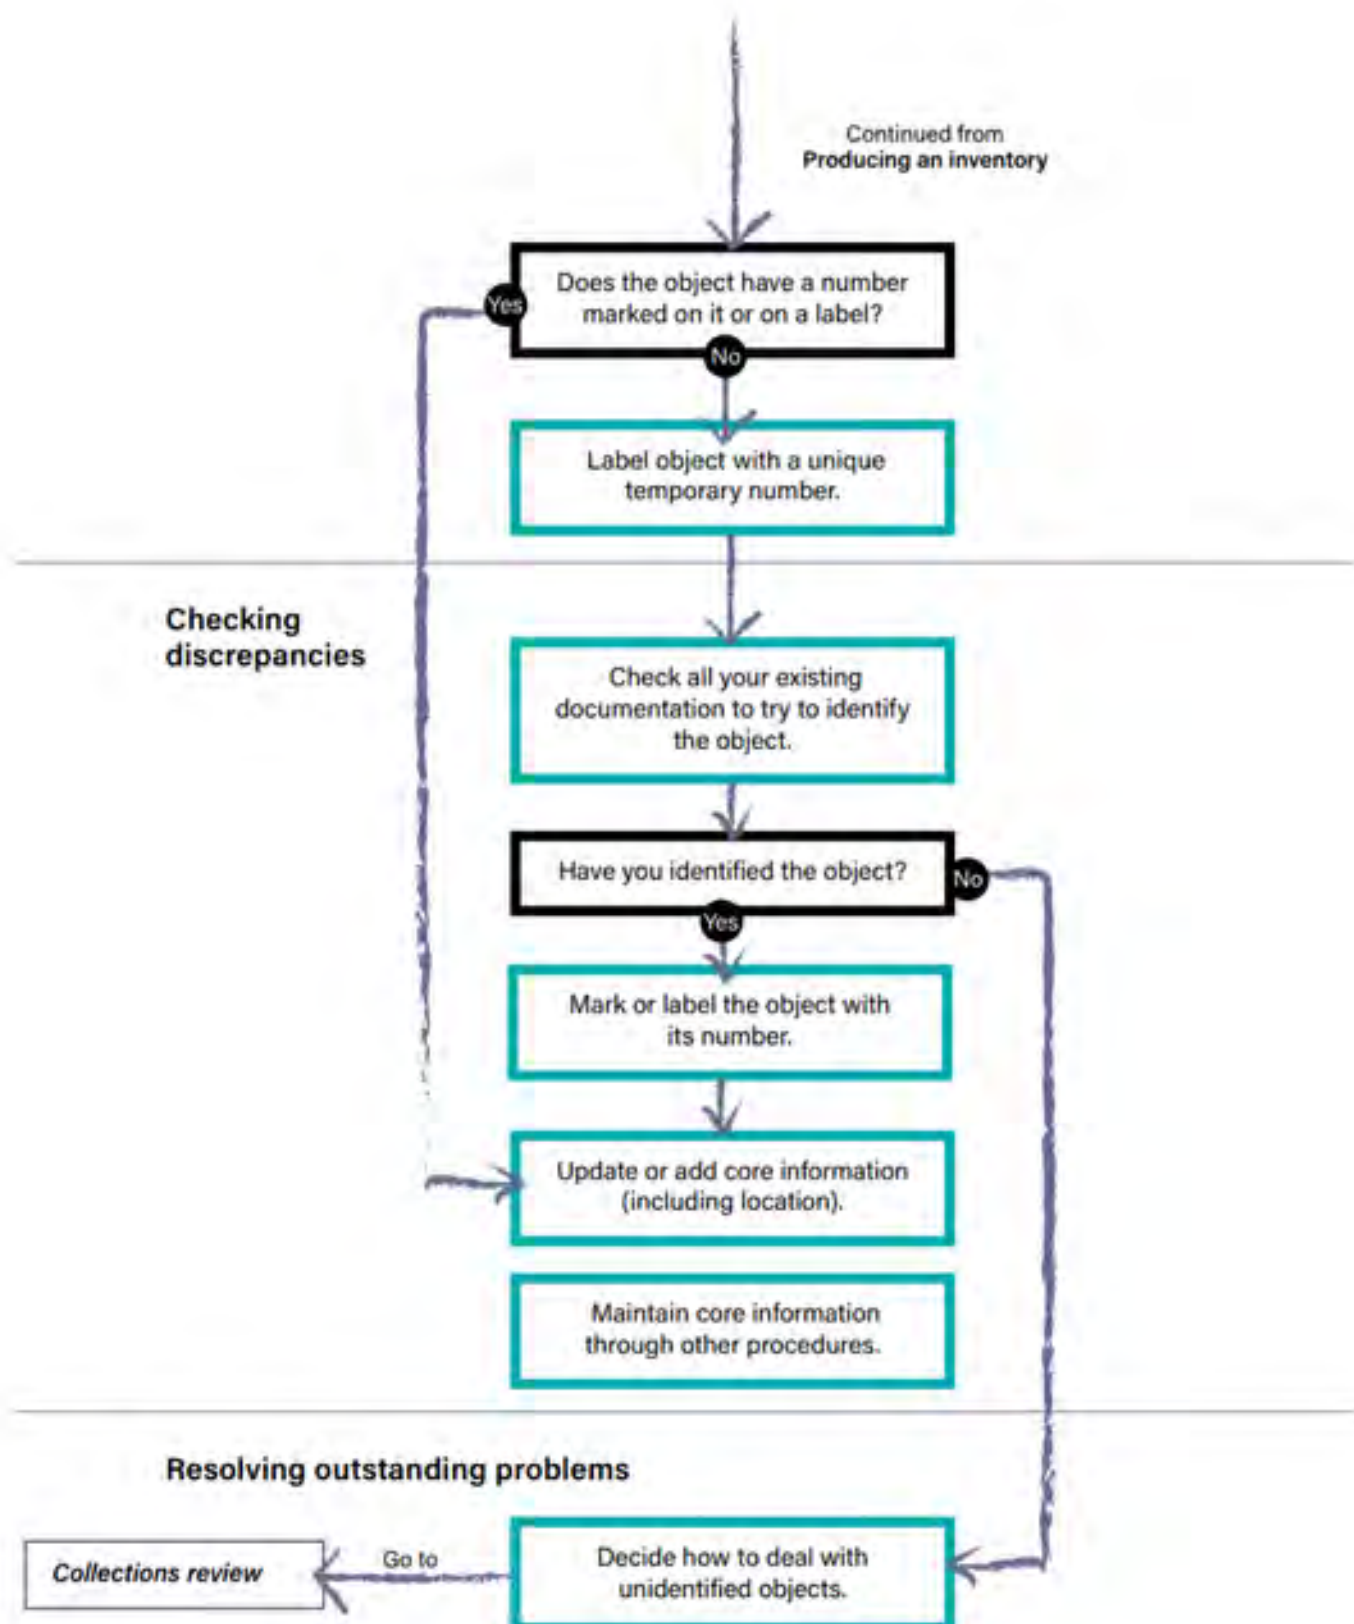 Continued from
Producing an inventory
Does the object have a number
marked on it or on a label?
Yes
No
Label object with a unique
temporary number.
Checking
discrepancies
Check all your existing
documentation to try to identify
the object.
Have you identified the object?
No
Yes
Mark or label the object with
its number.
Update or add core information
(including location).
Maintain core information
through other procedures.
Resolving outstanding problems
Collections review
Go to
Decide how to deal with
unidentified objects.